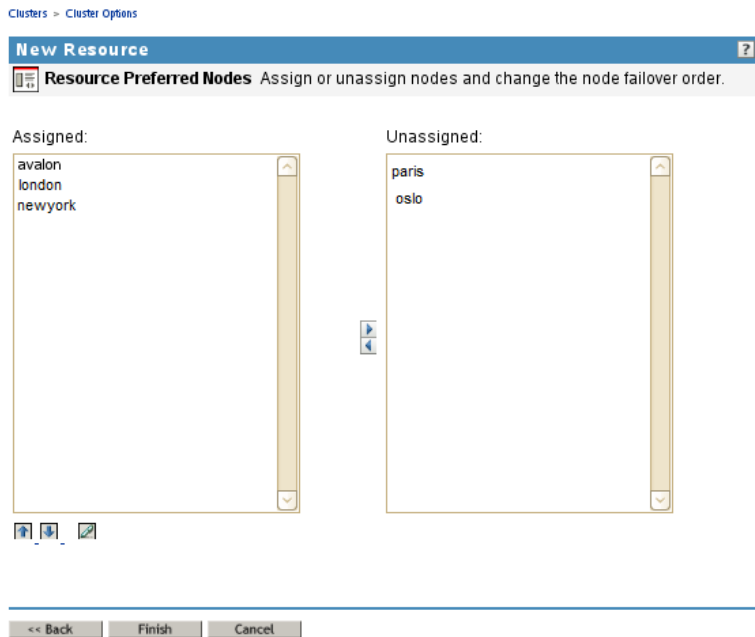 Clusters > Cluster Options
New Resource ?
Resource Preferred Nodes Assign or unassign nodes and change the node failover order.
Assigned:
avalon
london
newyork
Unassigned:
paris
oslo
<< Back Finish Cancel